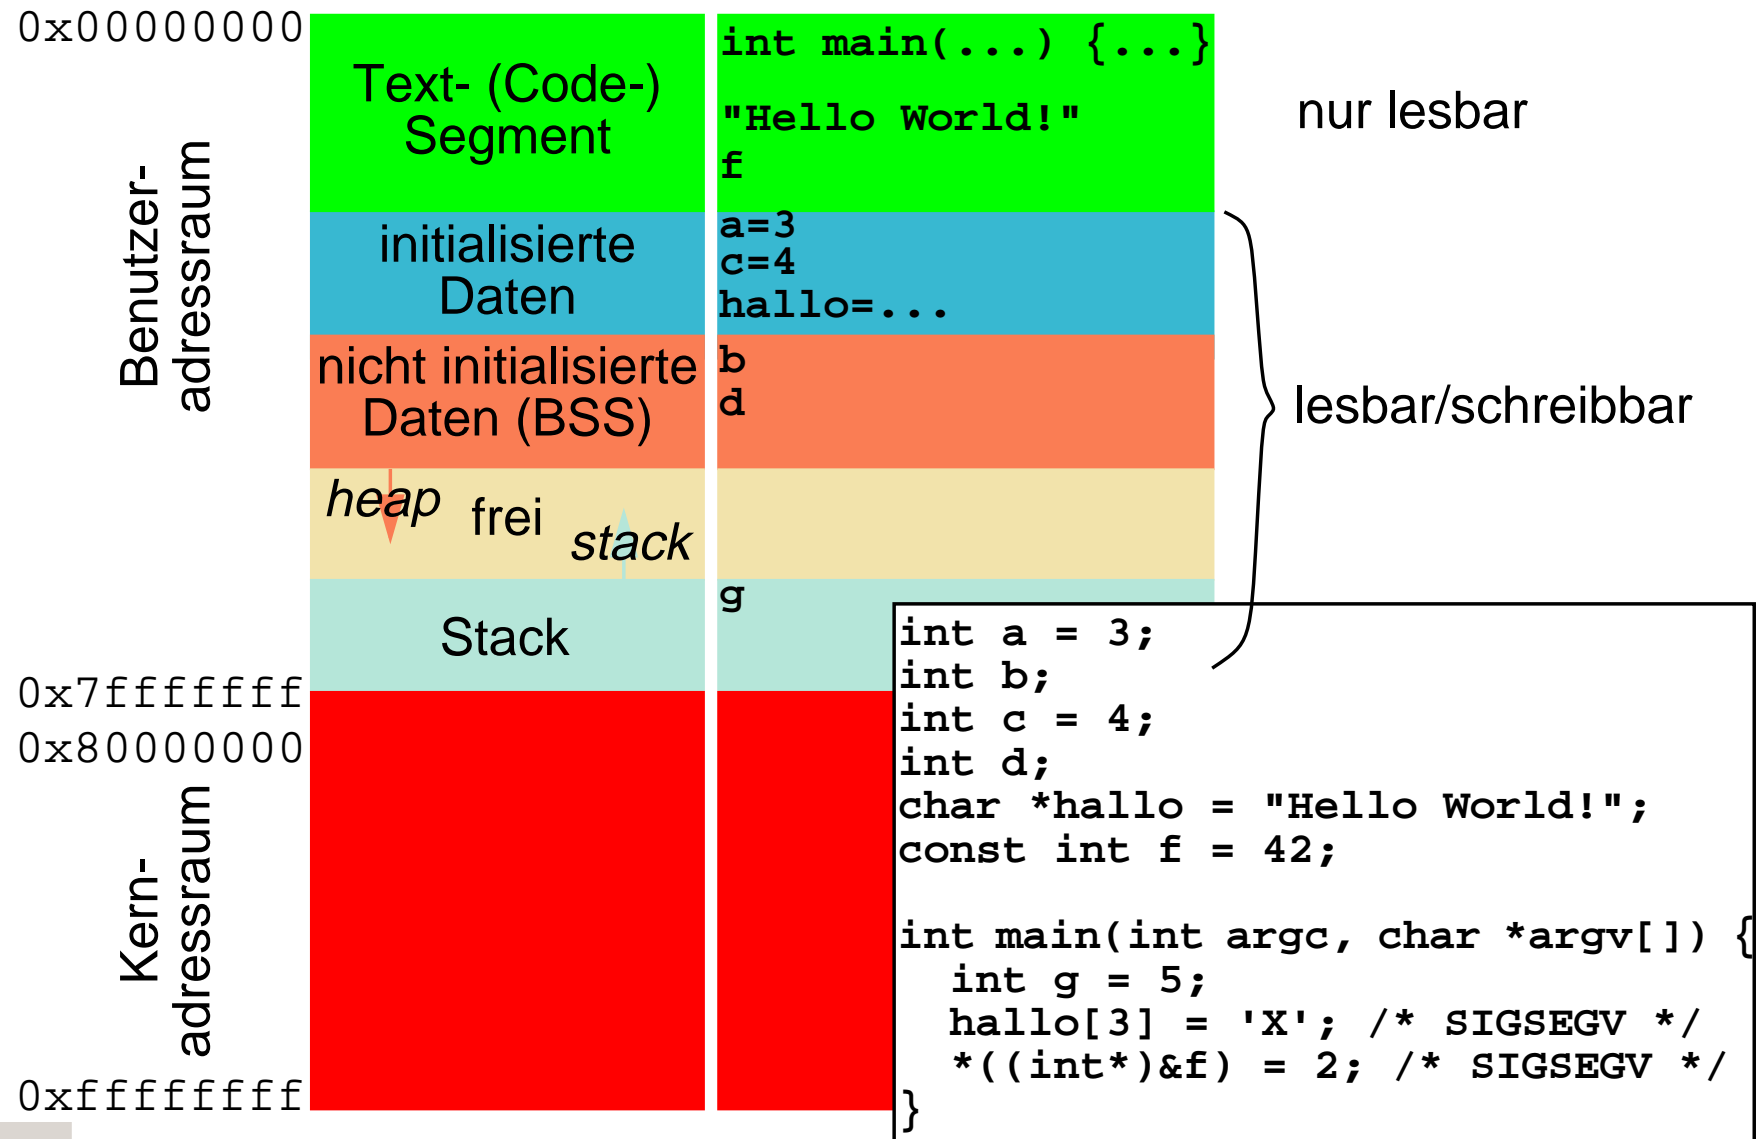 0x00000000
Benutzer-
adressraum
0x7fffffff
0x80000000
Kern-
adressraum
0xffffffff
Text- (Code-)
Segment
initialisierte
Daten
nicht initialisierte
Daten (BSS)
heap
frei
stack
Stack
int main(...) {...}
"Hello World!"
f
a=3
c=4
hallo=...
b
d
g
nur lesbar
lesbar/schreibbar
int a = 3;
int b;
int c = 4;
int d;
char *hallo = "Hello World!";
const int f = 42;
int main(int argc, char *argv[]) {
int g = 5;
hallo[3] = 'X'; /* SIGSEGV */
*((int*)&f) = 2; /* SIGSEGV */
}